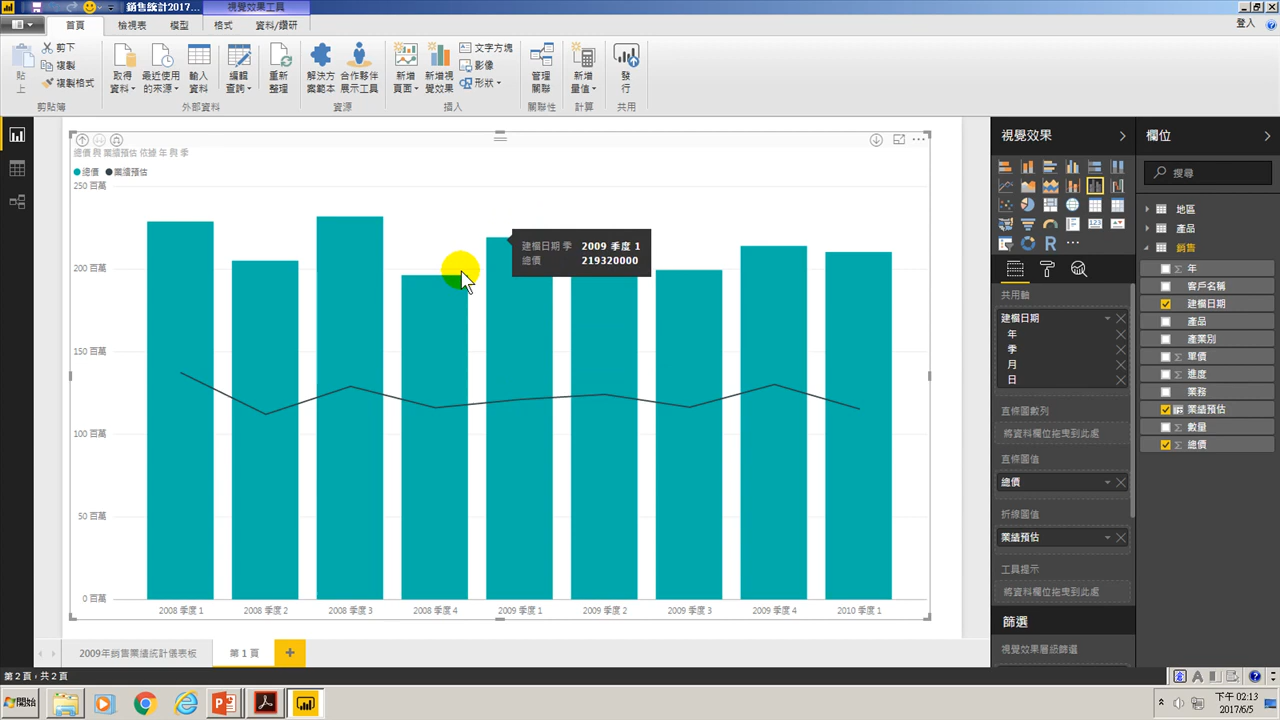 銷售統計2017...
視覺效果工具
登入
首頁 檢視表 模型 格式 資料/鑽研
貼上
剪下
複製
複製格式
剪貼簿
取得資料
最近使用的來源
輸入資料
編輯查詢
外部資料
重新整理
解決方案範本
合作夥伴展示工具
資源
新增頁面
新增視覺效果
文字方塊
影像
形狀
插入
管理關聯
關聯性
新增量值
計算
發行
共用
總價 與 業績預估 依據 年 與 季
總價 業績預估
250 百萬
200 百萬
150 百萬
100 百萬
50 百萬
0 百萬
建檔日期 季 2009 季度 1
總價 219320000
2008 季度 1 2008 季度 2 2008 季度 3 2008 季度 4 2009 季度 1 2009 季度 2 2009 季度 3 2009 季度 4 2010 季度 1
視覺效果
R
共用軸
建檔日期
年
季
月
日
直條圖數列
將資料欄位拖曳到此處
直條圖值
總價
折線圖值
業績預估
工具提示
將資料欄位拖曳到此處
篩選
視覺效果層級篩選
欄位
搜尋
地區
產品
銷售
Σ 年
客戶名稱
建檔日期
產品
產業別
Σ 單價
Σ 進度
業務
業績預估
Σ 數量
Σ 總價
2009年銷售業績統計儀表板 第 1 頁
第 2 頁，共 2 頁
開始
下午 02:13
2017/6/5